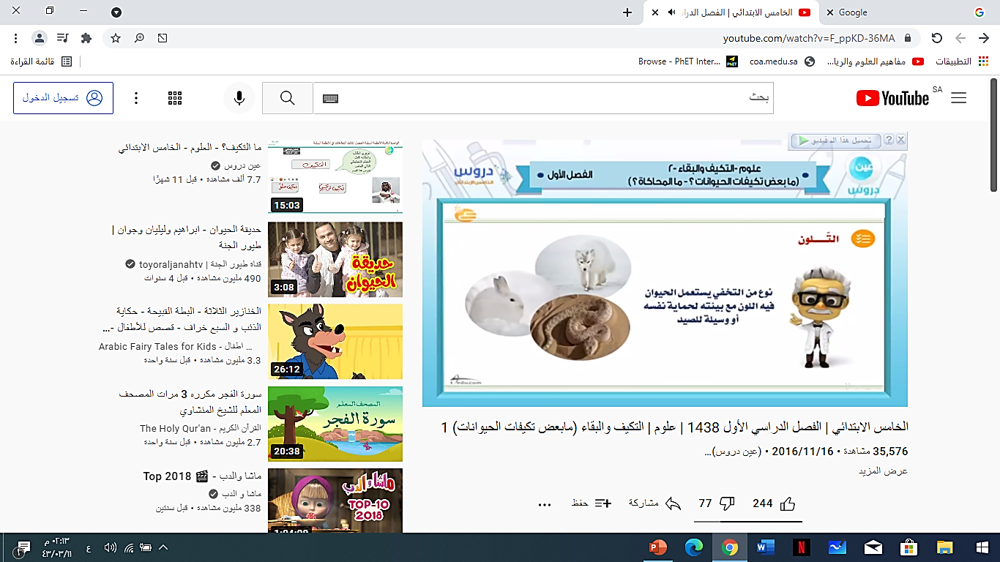 الخامس الابتدائي | الفصل الدرا
Google
youtube.com/watch?v=F_ppKD-36MA
التطبيقات
مفاهيم العلوم والريا...
coa.medu.sa
Browse - PhET Inter...
قائمة القراءة
YouTube SA
بحث
تسجيل الدخول
تحميل هذا الـ فيديو
?
X
عين
دروس
علوم -التكيف والبقاء -٢
(ما بعض تكيفات الحيوانات؟ - ما المحاكاة ؟)
الفصل الأول
دروس
الخامس الإبتدائي
التَّـــلون
نوع من التخفي يستعمل الحيوان
فيه اللون مع بيئته لحماية نفسه
أو وسيلة للصيد
الخامس الابتدائي | الفصل الدراسي الأول 1438 | علوم | التكيف والبقاء (مابعض تكيفات الحيوانات) 1
35,576 مشاهدة • 2016/11/16 • (عين دروس)...
عرض المزيد
244
77
مشاركة
حفظ
التكيف
15:03
ما التكيف؟ - العلوم - الخامس الابتدائي
عين دروس
7.7 ألف مشاهدة • قبل 11 شهرًا
حديقة
الحيوان
3:08
حديقة الحيوان - ابراهيم وليليان وجوان |
طيور الجنة
قناة طيور الجنة | toyoraljanahtv
490 مليون مشاهدة • قبل 4 سنوات
26:12
الخنازير الثلاثة - البطة القبيحة - حكاية
الذئب و السبع خراف - قصص للأطفال -...
Arabic Fairy Tales for Kids - اطفال ...
3.3 مليون مشاهدة • قبل سنة واحدة
المصحف المعلم
سورة الفجر
20:38
سورة الفجر مكرره 3 مرات المصحف
المعلم للشيخ المنشاوي
القرآن الكريم - The Holy Qur'an
2.7 مليون مشاهدة • قبل سنة واحدة
ماشا والدب
TOP-10
2018
ماشا والدب - Top 2018
ماشا و الدب
338 مليون مشاهدة • قبل سنتين
ع
٠٢:١٣ م
٤٣/٠٣/١١